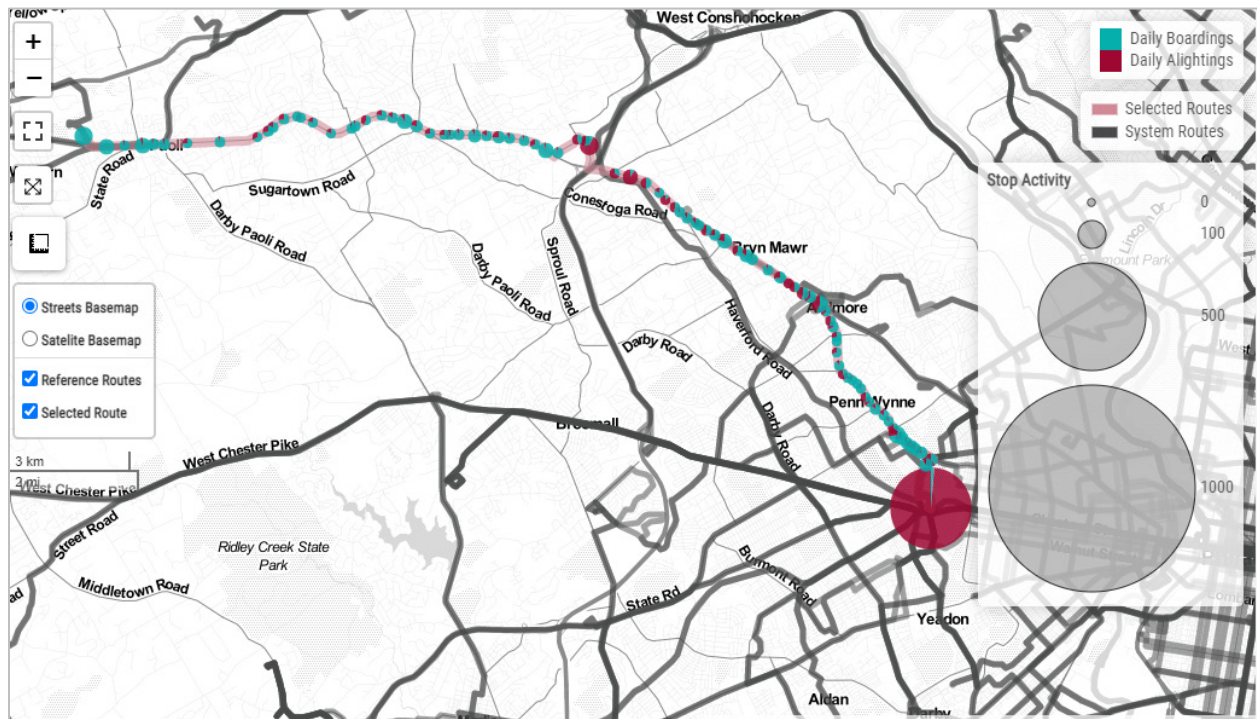 West Conshohocken
+
−
Daily Boardings
Daily Alightings
Selected Routes
System Routes
Stop Activity
0
100
500
1000
Lincoln Dr
State Road
Sugartown Road
Conestoga Road
Darby Paoli Road
Darby Paoli Road
Sproul Road
Bryn Mawr
Ardmore
Haverford Road
Darby Road
Streets Basemap
Satelite Basemap
Reference Routes
Selected Route
Penn Wynne
Darby Road
Broomall
West Chester Pike
3 km
2 mi
West Chester Pike
Street Road
Ridley Creek State
Park
Middletown Road
Burmont Road
State Rd
Yeadon
Aldan
Darby